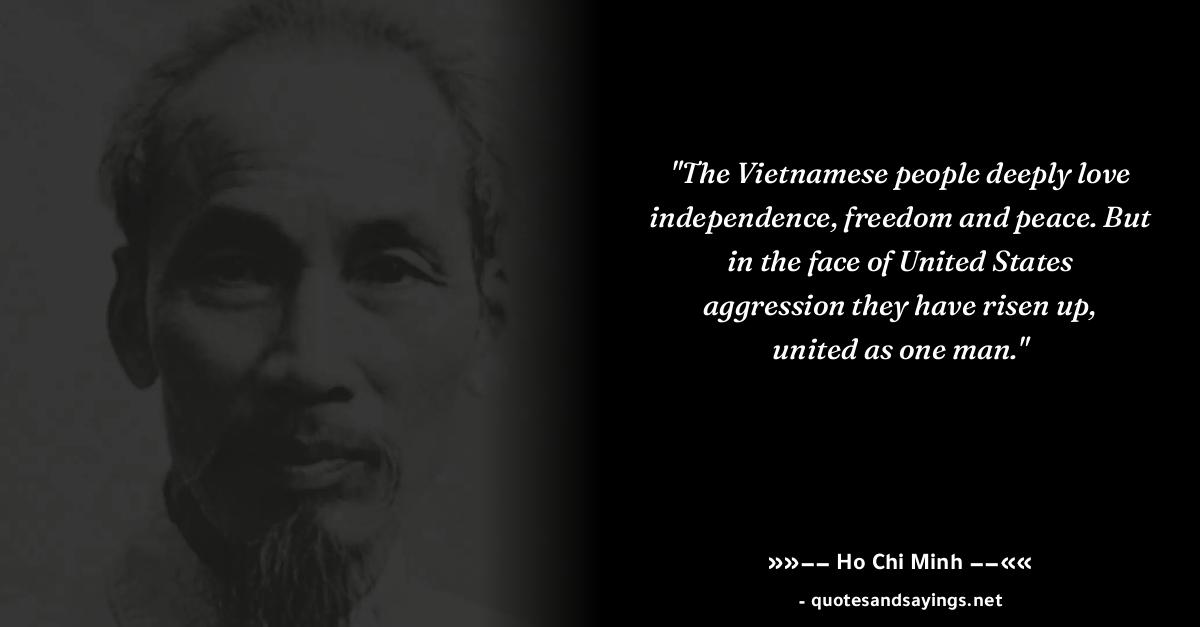 "The Vietnamese people deeply love
independence, freedom and peace. But
in the face of United States
aggression they have risen up,
united as one man."
»»–– Ho Chi Minh ––««
- quotesandsayings.net